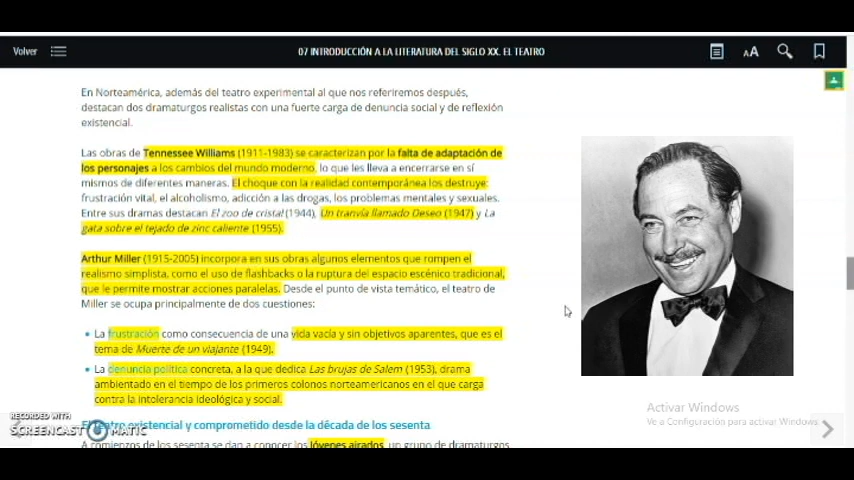 Volver
07 INTRODUCCIÓN A LA LITERATURA DEL SIGLO XX. EL TEATRO
AA
En Norteamérica, además del teatro experimental al que nos referiremos después,
destacan dos dramaturgos realistas con una fuerte carga de denuncia social y de reflexión
existencial.
Las obras de Tennessee Williams (1911-1983) se caracterizan por la falta de adaptación de
los personajes a los cambios del mundo moderno, lo que les lleva a encerrarse en sí
mismos de diferentes maneras. El choque con la realidad contemporánea los destruye:
frustración vital, el alcoholismo, adicción a las drogas, los problemas mentales y sexuales.
Entre sus dramas destacan El zoo de cristal (1944), Un tranvía llamado Deseo (1947) y La
gata sobre el tejado de zinc caliente (1955).
Arthur Miller (1915-2005) incorpora en sus obras algunos elementos que rompen el
realismo simplista, como el uso de flashbacks o la ruptura del espacio escénico tradicional,
que le permite mostrar acciones paralelas. Desde el punto de vista temático, el teatro de
Miller se ocupa principalmente de dos cuestiones:
• La frustración como consecuencia de una vida vacía y sin objetivos aparentes, que es el
tema de Muerte de un viajante (1949).
• La denuncia política concreta, a la que dedica Las brujas de Salem (1953), drama
ambientado en el tiempo de los primeros colonos norteamericanos en el que carga
contra la intolerancia ideológica y social.
El teatro existencial y comprometido desde la década de los sesenta
A comienzos de los sesenta se dan a conocer los jóvenes airados, un grupo de dramaturgos
Activar Windows
Ve a Configuración para activar Windows.
RECORDED WITH
SCREENCAST MATIC